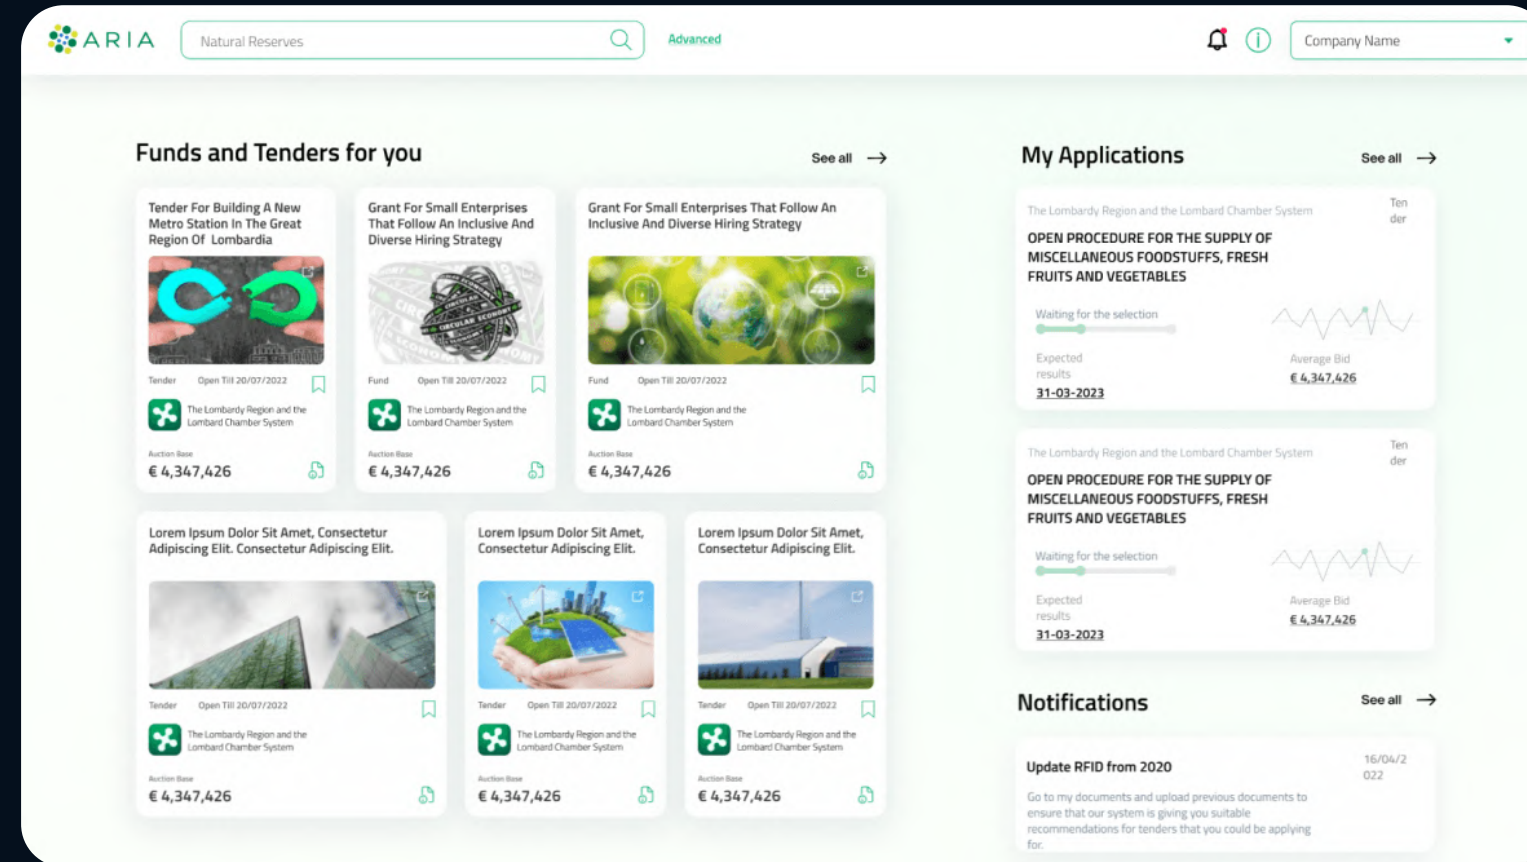 ARIA
Natural Reserves
Advanced
Company Name
Funds and Tenders for you
See all
Tender For Building A New
Metro Station In The Great
Region Of Lombardia
Tender
Open Till 20/07/2022
The Lombardy Region and the
Lombard Chamber System
Auction Base
€ 4,347,426
Grant For Small Enterprises
That Follow An Inclusive And
Diverse Hiring Strategy
CIRCULAR ECONOMY
ECONOMY
Fund
Open Till 20/07/2022
The Lombardy Region and the
Lombard Chamber System
Auction Base
€ 4,347,426
Grant For Small Enterprises That Follow An
Inclusive And Diverse Hiring Strategy
Fund
Open Till 20/07/2022
The Lombardy Region and the
Lombard Chamber System
Auction Base
€ 4,347,426
Lorem Ipsum Dolor Sit Amet, Consectetur
Adipiscing Elit. Consectetur Adipiscing Elit.
Tender
Open Till 20/07/2022
The Lombardy Region and the
Lombard Chamber System
Auction Base
€ 4,347,426
Lorem Ipsum Dolor Sit Amet,
Consectetur Adipiscing Elit.
Tender
Open Till 20/07/2022
The Lombardy Region and the
Lombard Chamber System
Auction Base
€ 4,347,426
Lorem Ipsum Dolor Sit Amet,
Consectetur Adipiscing Elit.
Tender
Open Till 20/07/2022
The Lombardy Region and the
Lombard Chamber System
Auction Base
€ 4,347,426
My Applications
See all
The Lombardy Region and the Lombard Chamber System
Ten
der
OPEN PROCEDURE FOR THE SUPPLY OF
MISCELLANEOUS FOODSTUFFS, FRESH
FRUITS AND VEGETABLES
Waiting for the selection
Expected
results
31-03-2023
Average Bid
€ 4,347,426
The Lombardy Region and the Lombard Chamber System
Ten
der
OPEN PROCEDURE FOR THE SUPPLY OF
MISCELLANEOUS FOODSTUFFS, FRESH
FRUITS AND VEGETABLES
Waiting for the selection
Expected
results
31-03-2023
Average Bid
€ 4,347,426
Notifications
See all
Update RFID from 2020
16/04/2
022
Go to my documents and upload previous documents to
ensure that our system is giving you suitable
recommendations for tenders that you could be applying
for.